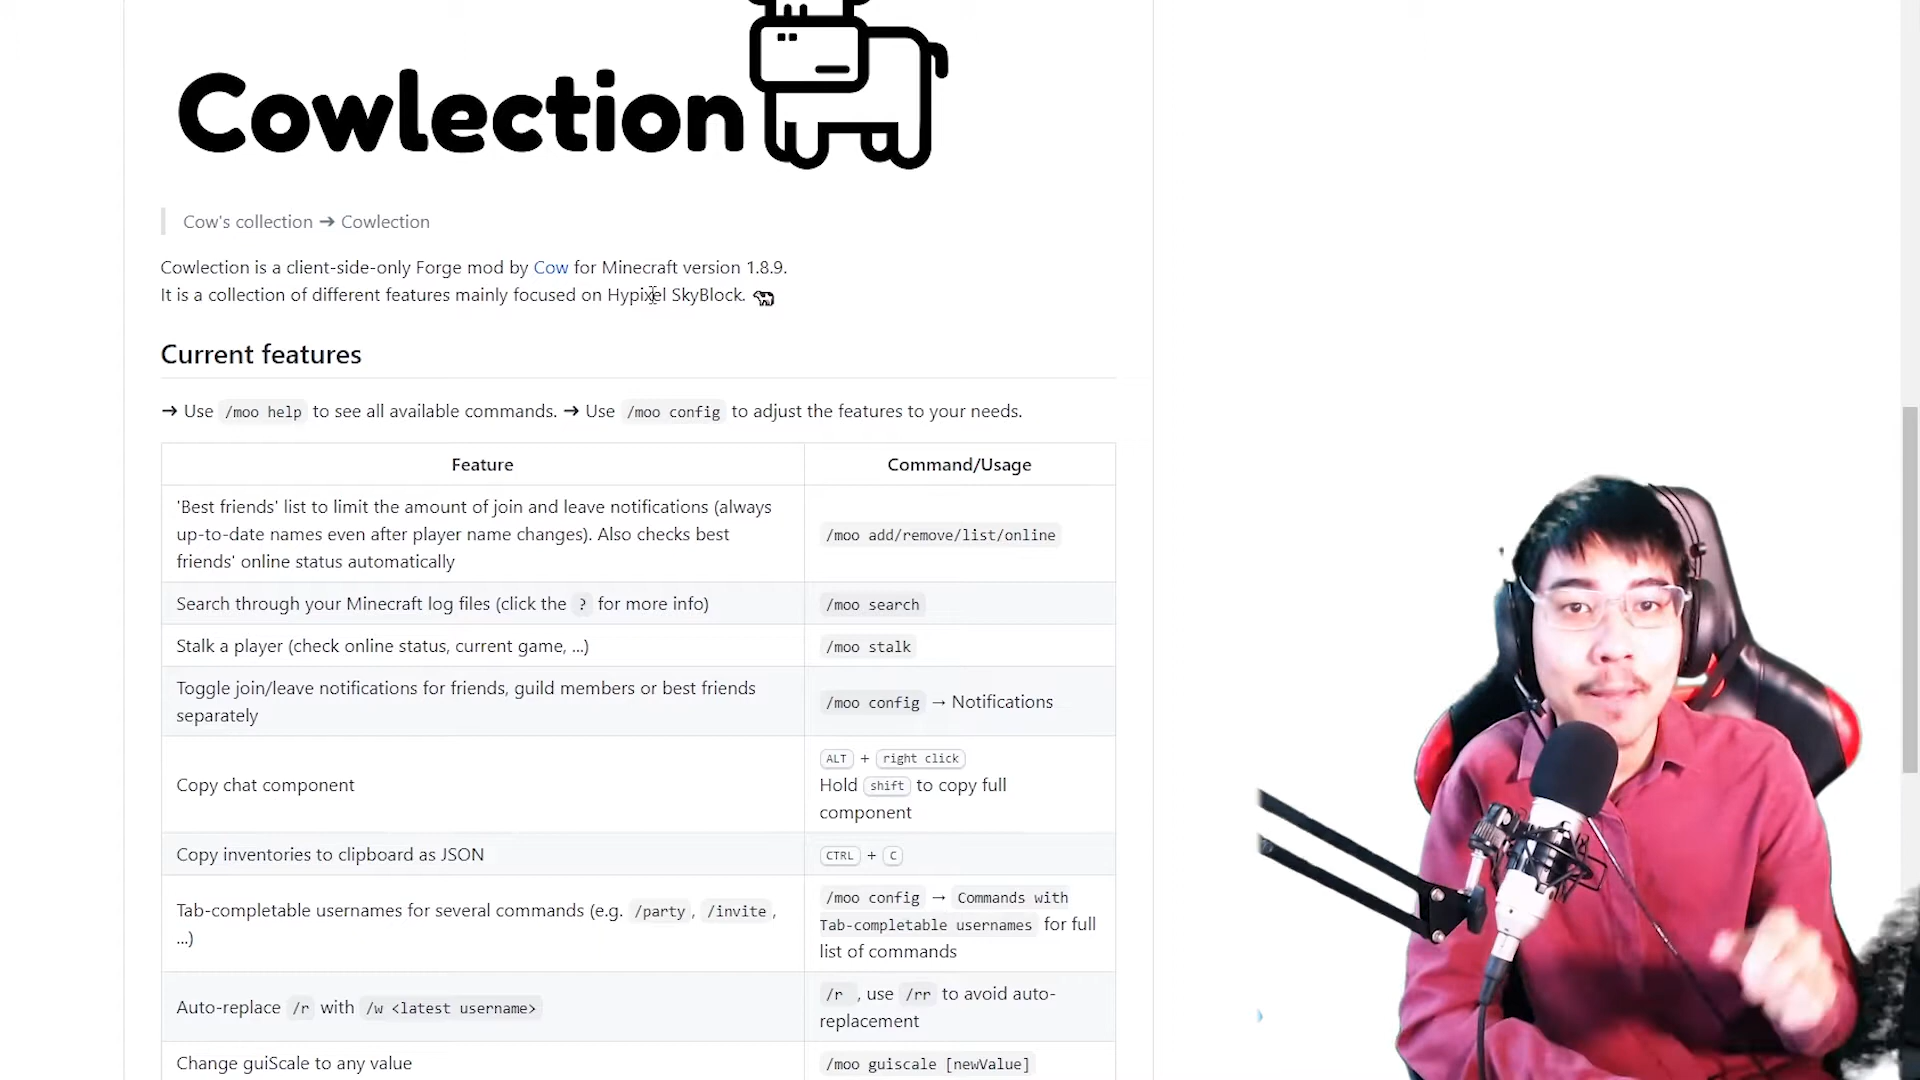 Cowlection
Cow's collection ➔ Cowlection
Cowlection is a client-side-only Forge mod by Cow for Minecraft version 1.8.9.
It is a collection of different features mainly focused on Hypixel SkyBlock.
Current features
➔ Use /moo help to see all available commands. ➔ Use /moo config to adjust the features to your needs.
Feature
Command/Usage
'Best friends' list to limit the amount of join and leave notifications (always
up-to-date names even after player name changes). Also checks best
friends' online status automatically
/moo add/remove/list/online
Search through your Minecraft log files (click the ? for more info)
/moo search
Stalk a player (check online status, current game, ...)
/moo stalk
Toggle join/leave notifications for friends, guild members or best friends
separately
/moo config → Notifications
Copy chat component
ALT + right click
Hold shift to copy full
component
Copy inventories to clipboard as JSON
CTRL + C
Tab-completable usernames for several commands (e.g. /party, /invite,
...)
/moo config → Commands with
Tab-completable usernames for full
list of commands
Auto-replace /r with /w <latest username>
/r , use /rr to avoid auto-
replacement
Change guiScale to any value
/moo guiscale [newValue]